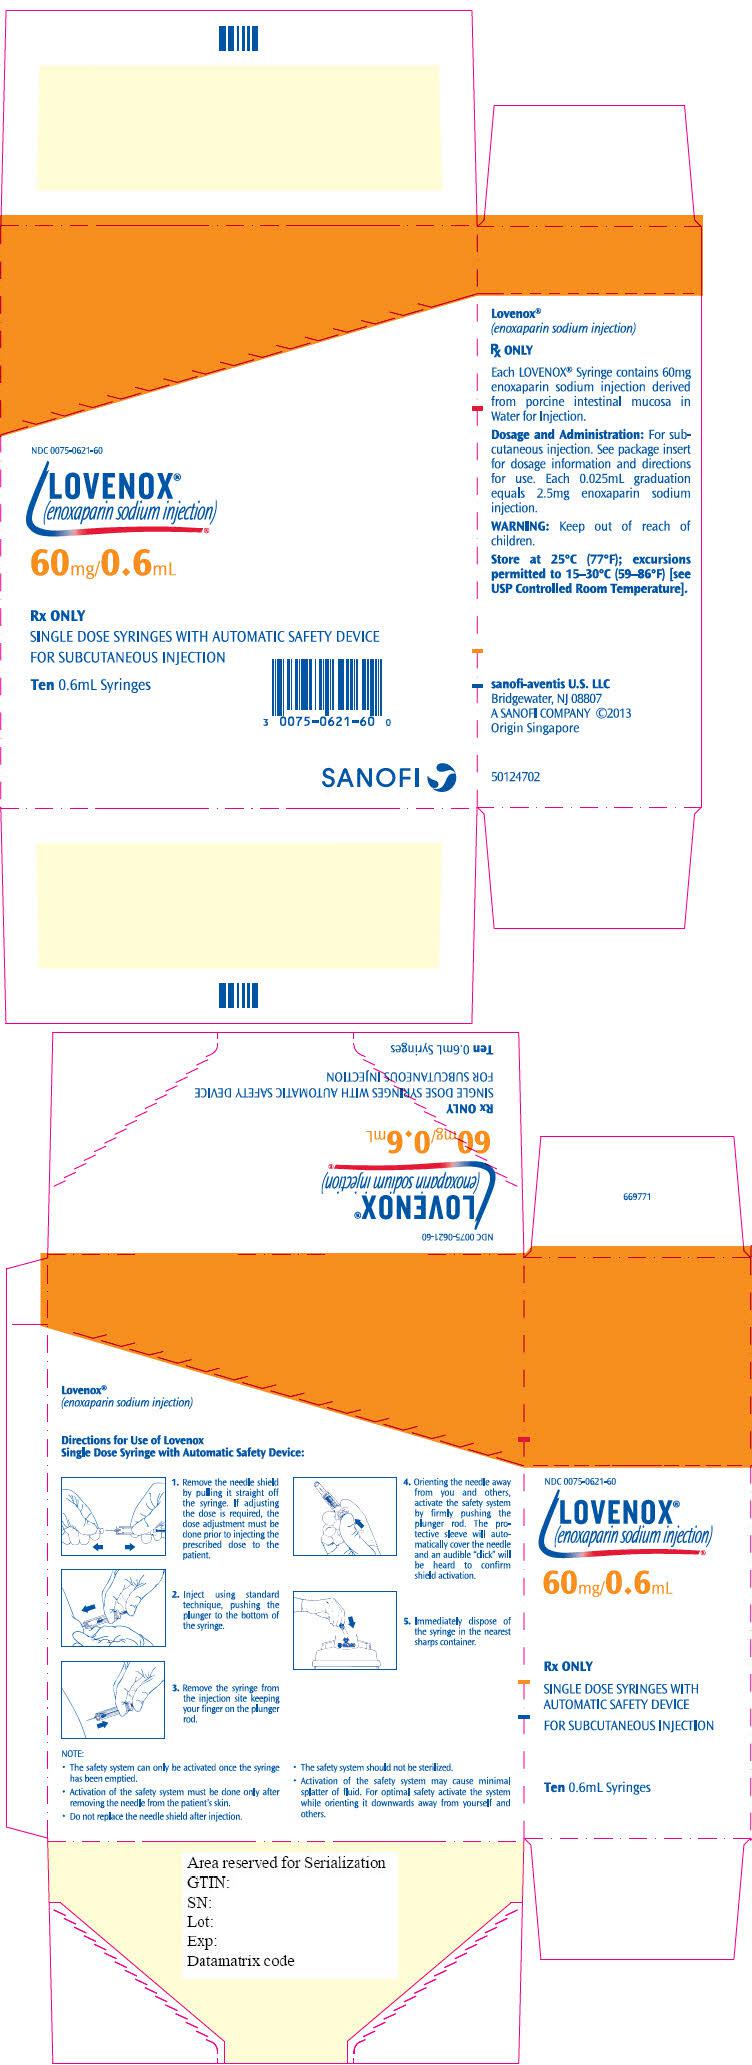 NDC 0075-0621-60
LOVENOX®
(enoxaparin sodium injection)
®
60mg/0.6mL
Rx ONLY
SINGLE DOSE SYRINGES WITH AUTOMATIC SAFETY DEVICE
FOR SUBCUTANEOUS INJECTION
Ten 0.6mL Syringes
3 0075-0621-60 0
SANOFI
Lovenox®
(enoxaparin sodium injection)
℞ ONLY
Each LOVENOX® Syringe contains 60mg
enoxaparin sodium injection derived
from porcine intestinal mucosa in
Water for Injection.
Dosage and Administration: For sub-
cutaneous injection. See package insert
for dosage information and directions
for use. Each 0.025mL graduation
equals 2.5mg enoxaparin sodium
injection.
WARNING: Keep out of reach of
children.
Store at 25°C (77°F); excursions
permitted to 15–30°C (59–86°F) [see
USP Controlled Room Temperature].
sanofi-aventis U.S. LLC
Bridgewater, NJ 08807
A SANOFI COMPANY ©2013
Origin Singapore
50124702
NDC 0075-0621-60
LOVENOX®
(enoxaparin sodium injection)
®
60mg/0.6mL
Rx ONLY
SINGLE DOSE SYRINGES WITH AUTOMATIC SAFETY DEVICE
FOR SUBCUTANEOUS INJECTION
Ten 0.6mL Syringes
Lovenox®
(enoxaparin sodium injection)
Directions for Use of Lovenox
Single Dose Syringe with Automatic Safety Device:
1. Remove the needle shield
by pulling it straight off
the syringe. If adjusting
the dose is required, the
dose adjustment must be
done prior to injecting the
prescribed dose to the
patient.
2. Inject using standard
technique, pushing the
plunger to the bottom of
the syringe.
3. Remove the syringe from
the injection site keeping
your finger on the plunger
rod.
4. Orienting the needle away
from you and others,
activate the safety system
by firmly pushing the
plunger rod. The pro-
tective sleeve will auto-
matically cover the needle
and an audible "click" will
be heard to confirm
shield activation.
5. Immediately dispose of
the syringe in the nearest
sharps container.
NOTE:
• The safety system can only be activated once the syringe
has been emptied.
• Activation of the safety system must be done only after
removing the needle from the patient's skin.
• Do not replace the needle shield after injection.
• The safety system should not be sterilized.
• Activation of the safety system may cause minimal
splatter of fluid. For optimal safety activate the system
while orienting it downwards away from yourself and
others.
NDC 0075-0621-60
LOVENOX®
(enoxaparin sodium injection)
®
60mg/0.6mL
Rx ONLY
SINGLE DOSE SYRINGES WITH
AUTOMATIC SAFETY DEVICE
FOR SUBCUTANEOUS INJECTION
Ten 0.6mL Syringes
Area reserved for Serialization
GTIN:
SN:
Lot:
Exp:
Datamatrix code